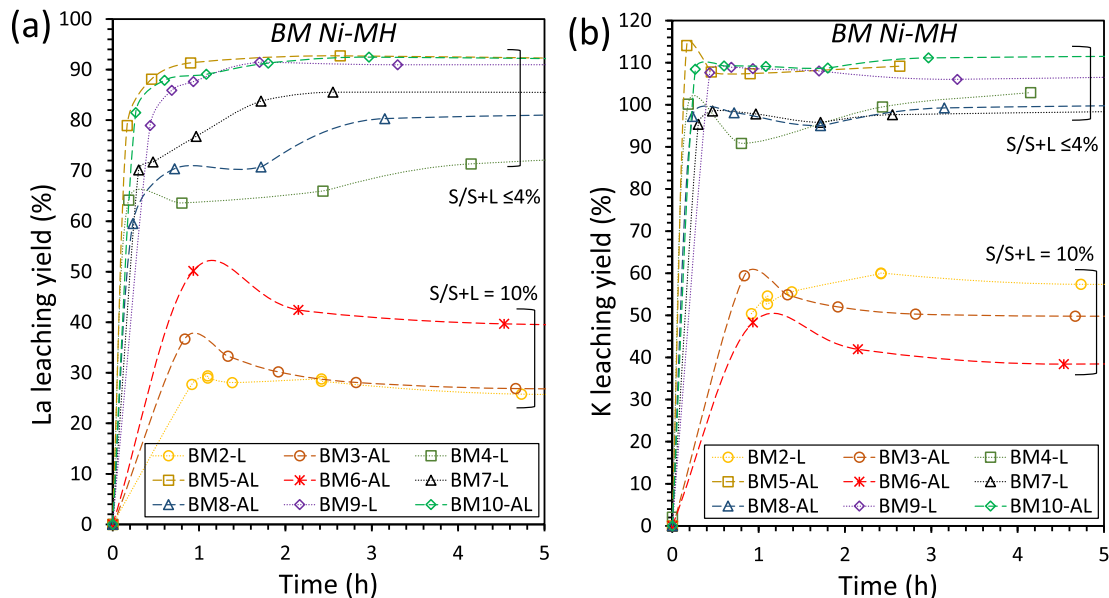 (a)
BM Ni-MH
La leaching yield (%)
100
90
80
70
60
50
40
30
20
10
0
S/S+L ≤4%
S/S+L = 10%
BM2-L BM3-AL BM4-L
BM5-AL BM6-AL BM7-L
BM8-AL BM9-L BM10-AL
0 1 2 3 4 5
Time (h)
(b)
BM Ni-MH
K leaching yield (%)
120
110
100
90
80
70
60
50
40
30
20
10
0
S/S+L ≤4%
S/S+L = 10%
BM2-L BM3-AL BM4-L
BM5-AL BM6-AL BM7-L
BM8-AL BM9-L BM10-AL
0 1 2 3 4 5
Time (h)